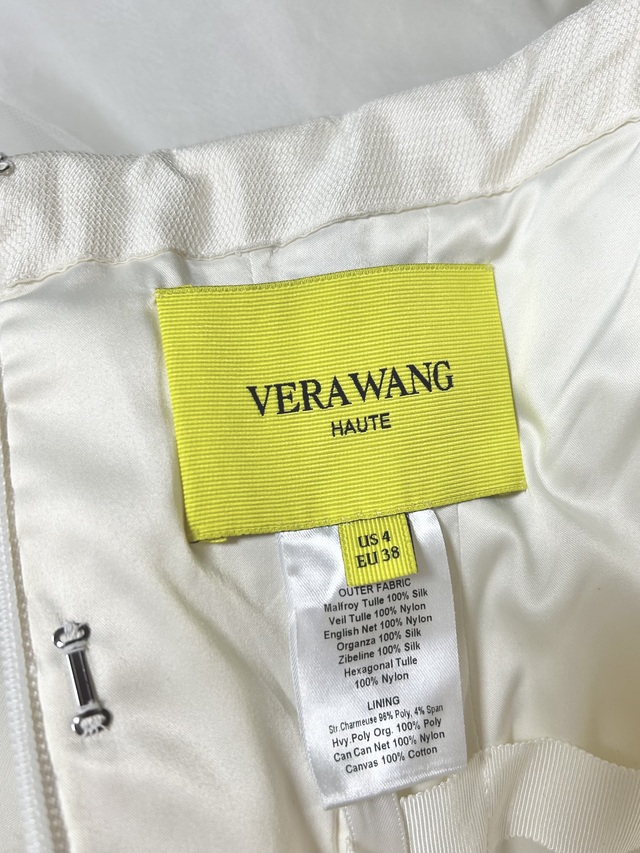 VERA WANG
HAUTE
US 4
EU 38
OUTER FABRIC
Malfroy Tulle 100% Silk
Veil Tulle 100% Nylon
English Net 100% Nylon
Organza 100% Silk
Zibeline 100% Silk
Hexagonal Tulle
100% Nylon
LINING
Str.Charmeuse 96% Poly, 4% Span
Hvy.Poly Org. 100% Poly
Can Can Net 100% Nylon
Canvas 100% Cotton